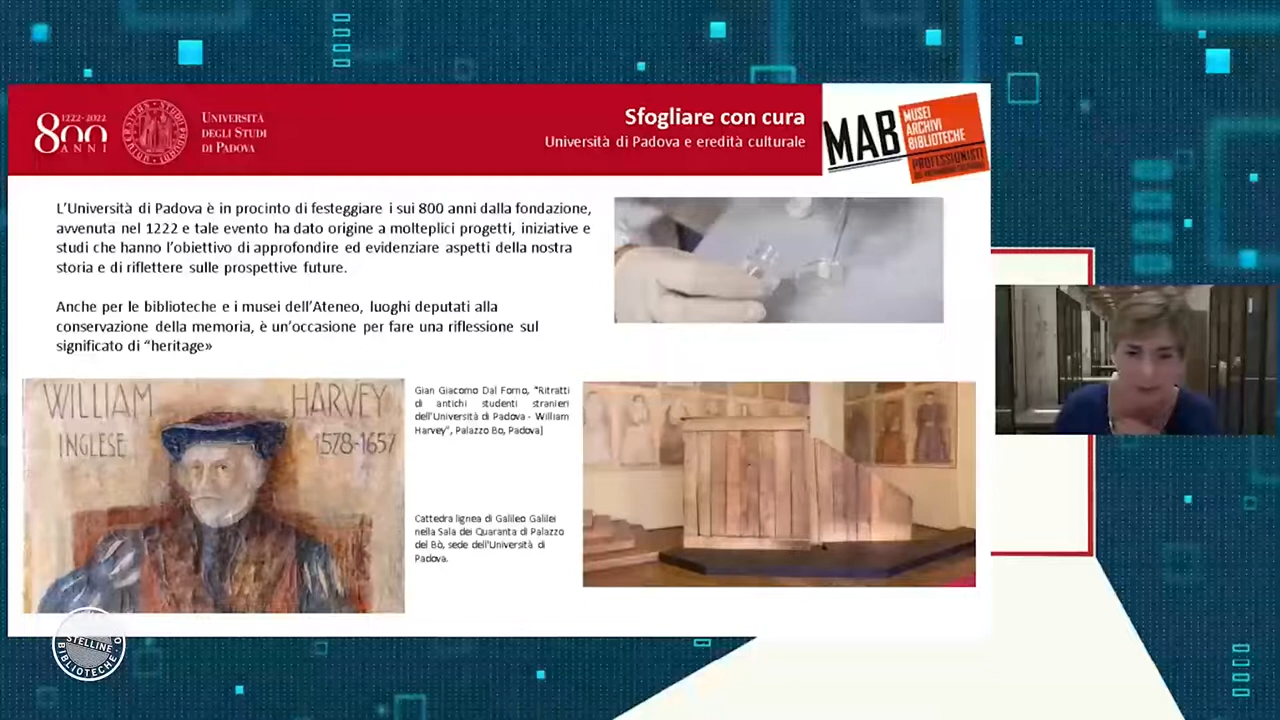 1222-2022
800
ANNI
UNIVERSITÀ
DEGLI STUDI
DI PADOVA
Sfogliare con cura
Università di Padova e eredità culturale
MAB
MUSEI
ARCHIVI
BIBLIOTECHE
PROFESSIONISTI
L'Università di Padova è in procinto di festeggiare i sui 800 anni dalla fondazione,
avvenuta nel 1222 e tale evento ha dato origine a molteplici progetti, iniziative e
studi che hanno l'obiettivo di approfondire ed evidenziare aspetti della nostra
storia e di riflettere sulle prospettive future.
Anche per le biblioteche e i musei dell'Ateneo, luoghi deputati alla
conservazione della memoria, è un'occasione per fare una riflessione sul
significato di "heritage»
WILLIAM HARVEY
INGLESE 1578-1657
Gian Giacomo Dal Forno, "Ritratti
di antichi studenti stranieri
dell'Università di Padova - William
Harvey", Palazzo Bo, Padova)
Cattedra lignea di Galileo Galilei
nella Sala dei Quaranta di Palazzo
del Bò, sede dell'Università di
Padova.
STELLINE
BIBLIOTECHE